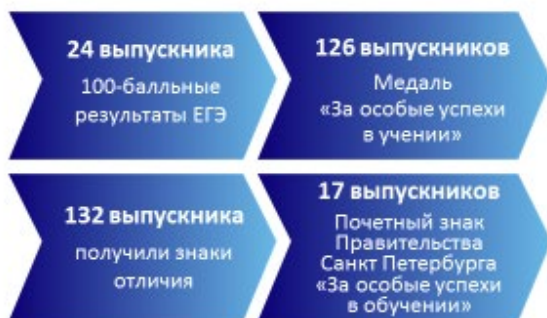 24 выпускника
100-балльные
результаты ЕГЭ
126 выпускников
Медаль
«За особые успехи
в учении»
132 выпускника
получили знаки
отличия
17 выпускников
Почетный знак
Правительства
Санкт Петербурга
«За особые успехи
в обучении»